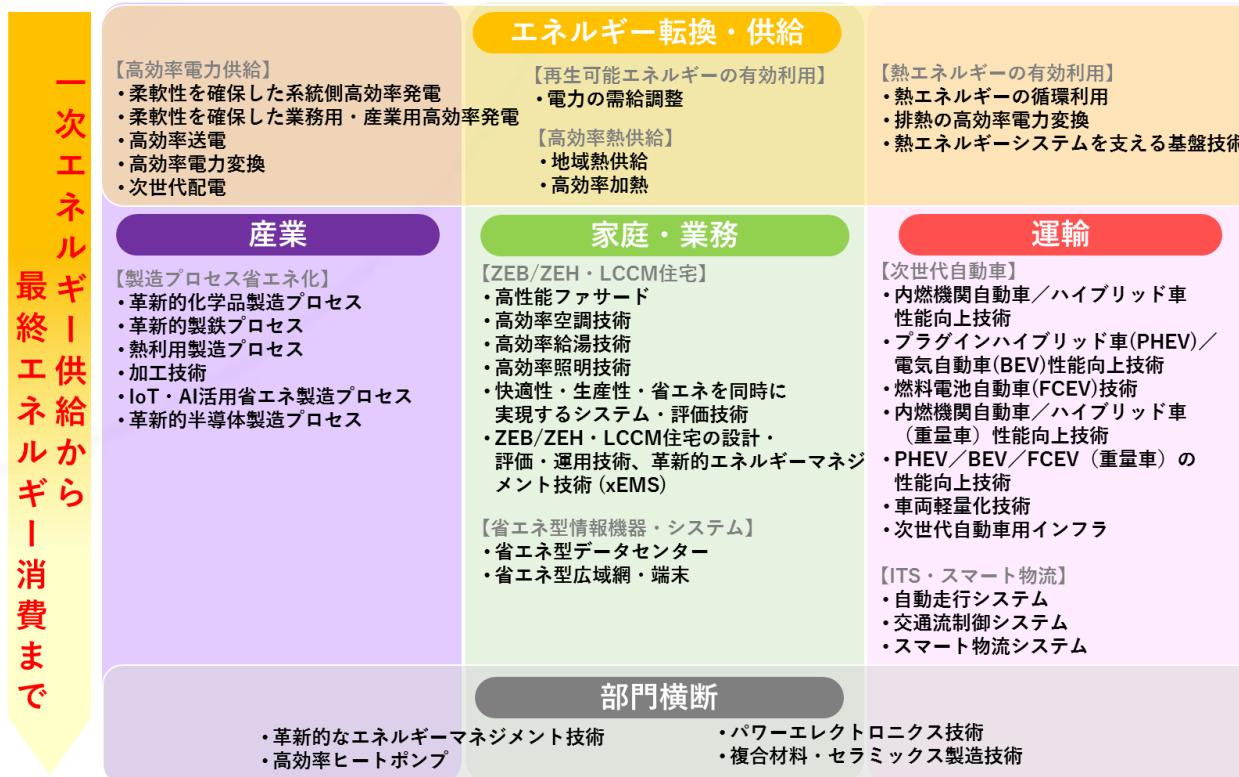 一次エネルギー供給から
最終エネルギー消費まで
エネルギー転換・供給
【高効率電力供給】
・柔軟性を確保した系統側高効率発電
・柔軟性を確保した業務用・産業用高効率発電
・高効率送電
・高効率電力変換
・次世代配電
【再生可能エネルギーの有効利用】
・電力の需給調整
【高効率熱供給】
・地域熱供給
・高効率加熱
【熱エネルギーの有効利用】
・熱エネルギーの循環利用
・排熱の高効率電力変換
・熱エネルギーシステムを支える基盤技術
産業
【製造プロセス省エネ化】
・革新的化学品製造プロセス
・革新的製鉄プロセス
・熱利用製造プロセス
・加工技術
・IoT・AI活用省エネ製造プロセス
・革新的半導体製造プロセス
家庭・業務
【ZEB/ZEH・LCCM住宅】
・高性能ファサード
・高効率空調技術
・高効率給湯技術
・高効率照明技術
・快適性・生産性・省エネを同時に
実現するシステム・評価技術
・ZEB/ZEH・LCCM住宅の設計・
評価・運用技術、革新的エネルギーマネジ
メント技術 (xEMS)
【省エネ型情報機器・システム】
・省エネ型データセンター
・省エネ型広域網・端末
運輸
【次世代自動車】
・内燃機関自動車／ハイブリッド車
性能向上技術
・プラグインハイブリッド車(PHEV)／
電気自動車(BEV)性能向上技術
・燃料電池自動車(FCEV)技術
・内燃機関自動車／ハイブリッド車
（重量車）性能向上技術
・PHEV／BEV／FCEV（重量車）の
性能向上技術
・車両軽量化技術
・次世代自動車用インフラ
【ITS・スマート物流】
・自動走行システム
・交通流制御システム
・スマート物流システム
部門横断
・革新的なエネルギーマネジメント技術
・高効率ヒートポンプ
・パワーエレクトロニクス技術
・複合材料・セラミックス製造技術